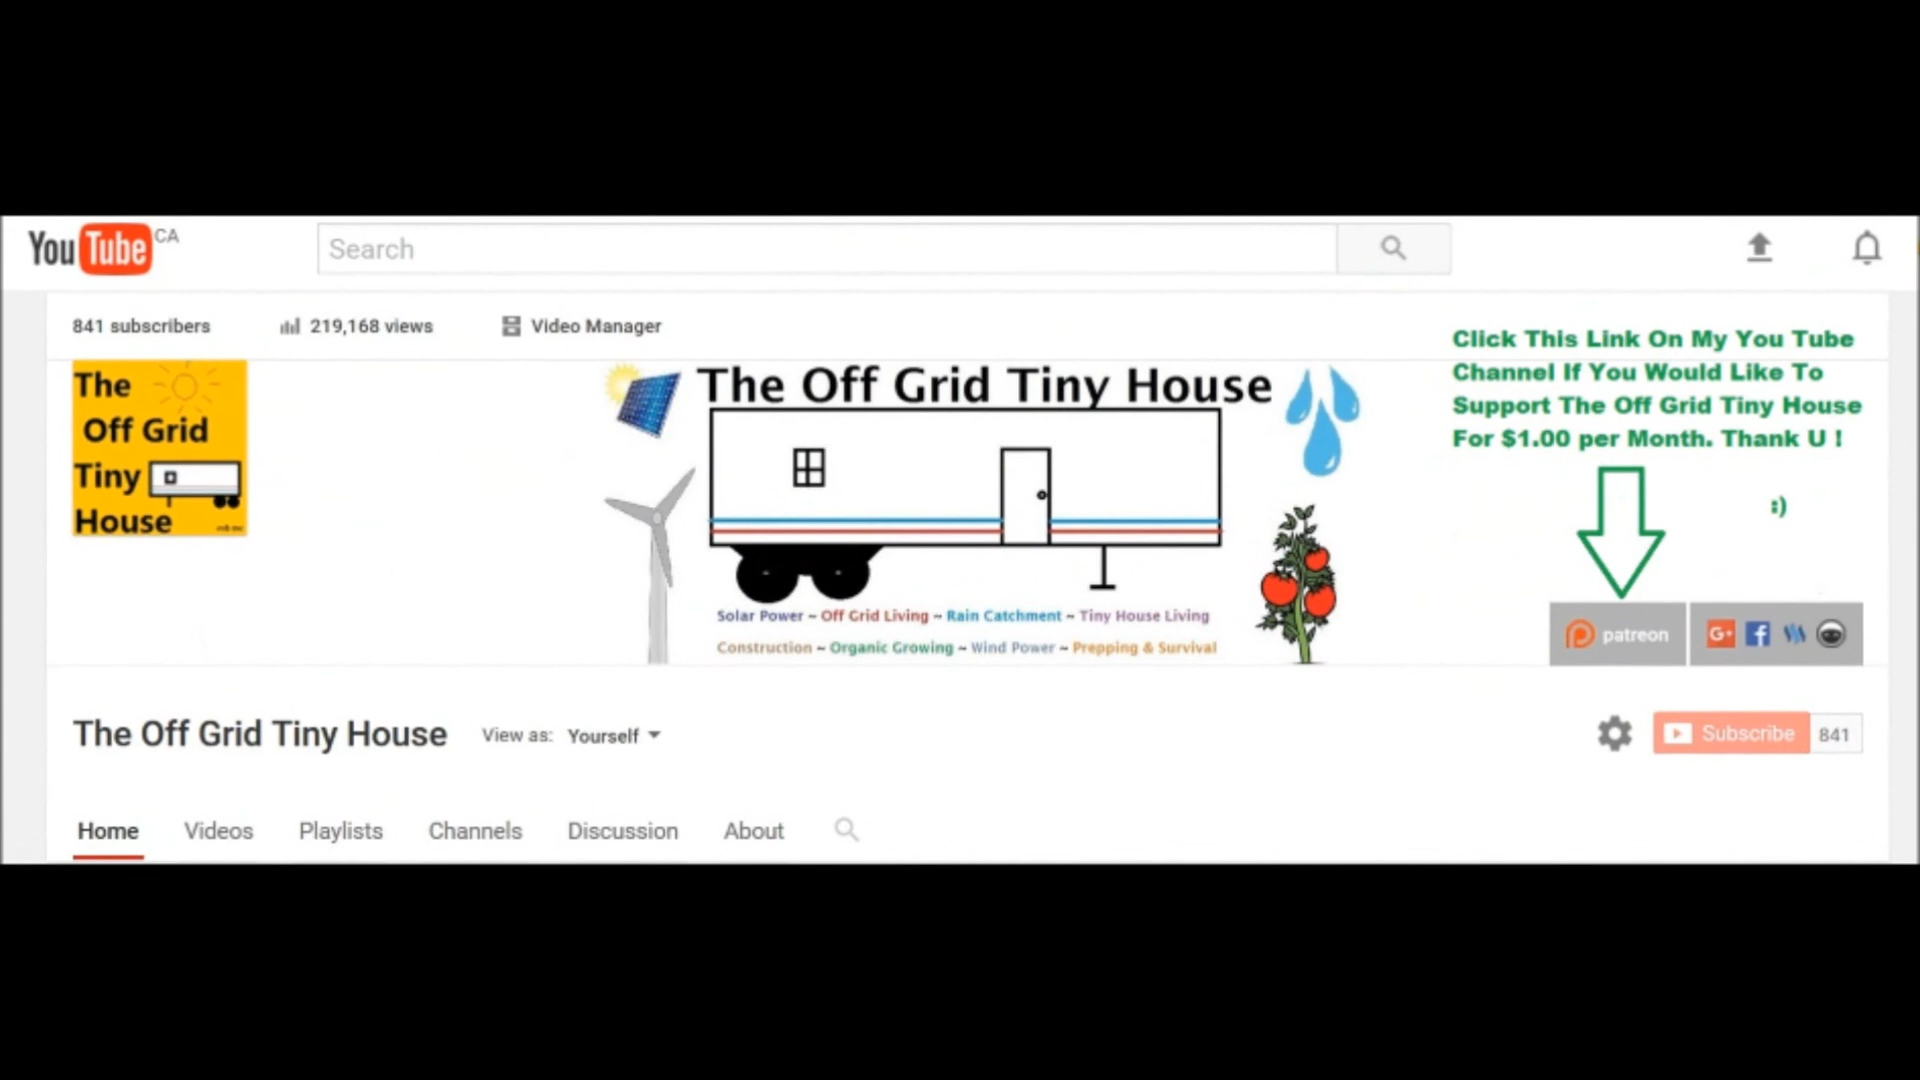 YouTube CA
Search
841 subscribers
219,168 views
Video Manager
Click This Link On My You Tube
Channel If You Would Like To
Support The Off Grid Tiny House
For $1.00 per Month. Thank U !
:)
The
Off Grid
Tiny
House
The Off Grid Tiny House
Solar Power ~ Off Grid Living ~ Rain Catchment ~ Tiny House Living
Construction ~ Organic Growing ~ Wind Power ~ Prepping & Survival
patreon
G+ f
The Off Grid Tiny House
View as: Yourself
Subscribe 841
Home Videos Playlists Channels Discussion About